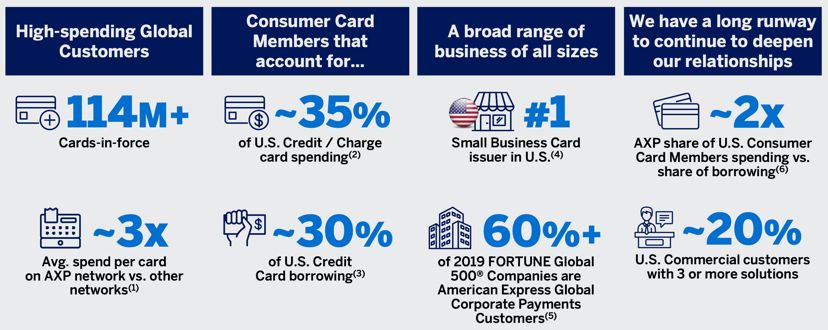 High-spending Global
Customers
114M+
Cards-in-force
~3x
Avg. spend per card
on AXP network vs. other
networks(1)
Consumer Card
Members that
account for...
~35%
of U.S. Credit / Charge
card spending(2)
~30%
of U.S. Credit
Card borrowing(3)
A broad range of
business of all sizes
#1
Small Business Card
issuer in U.S.(4)
60%+
of 2019 FORTUNE Global
500® Companies are
American Express Global
Corporate Payments
Customers(5)
We have a long runway
to continue to deepen
our relationships
~2x
AXP share of U.S. Consumer
Card Members spending vs.
share of borrowing(6)
~20%
U.S. Commercial customers
with 3 or more solutions